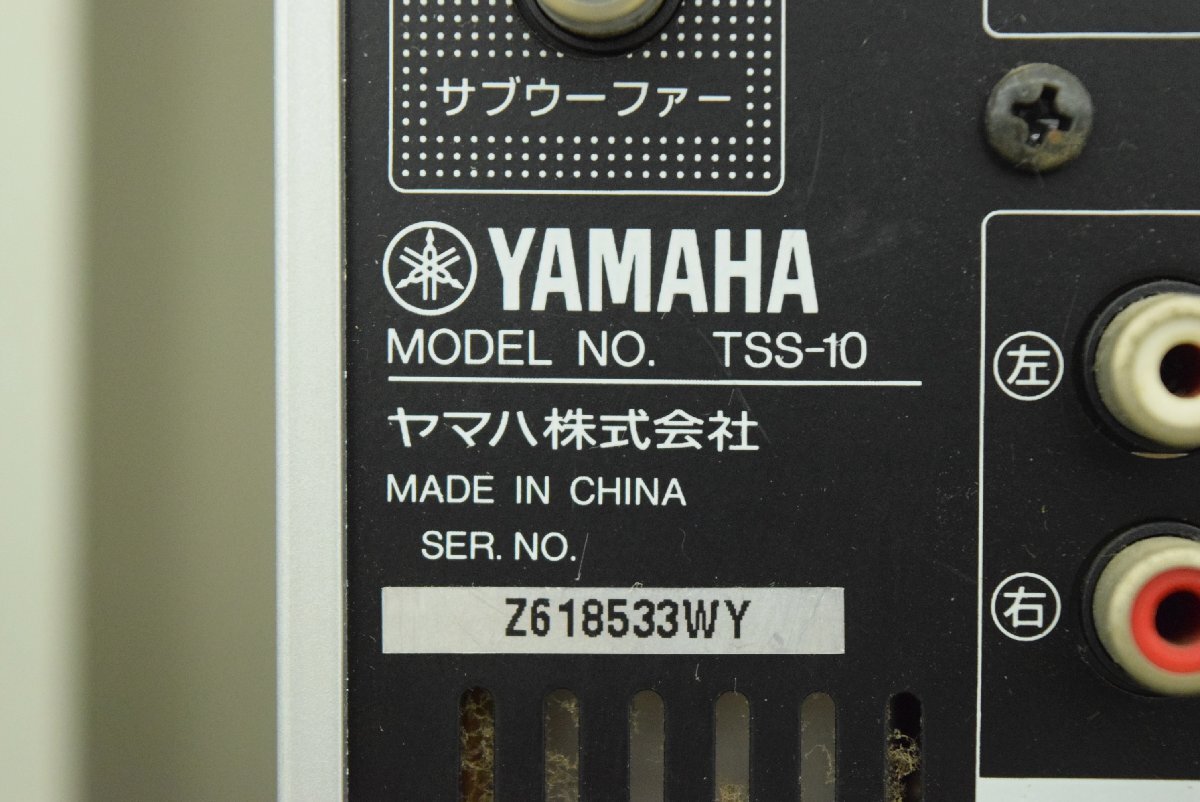 サブウーファー
YAMAHA
MODEL NO. TSS-10
ヤマハ株式会社
MADE IN CHINA
SER. NO.
Z618533WY
左
右